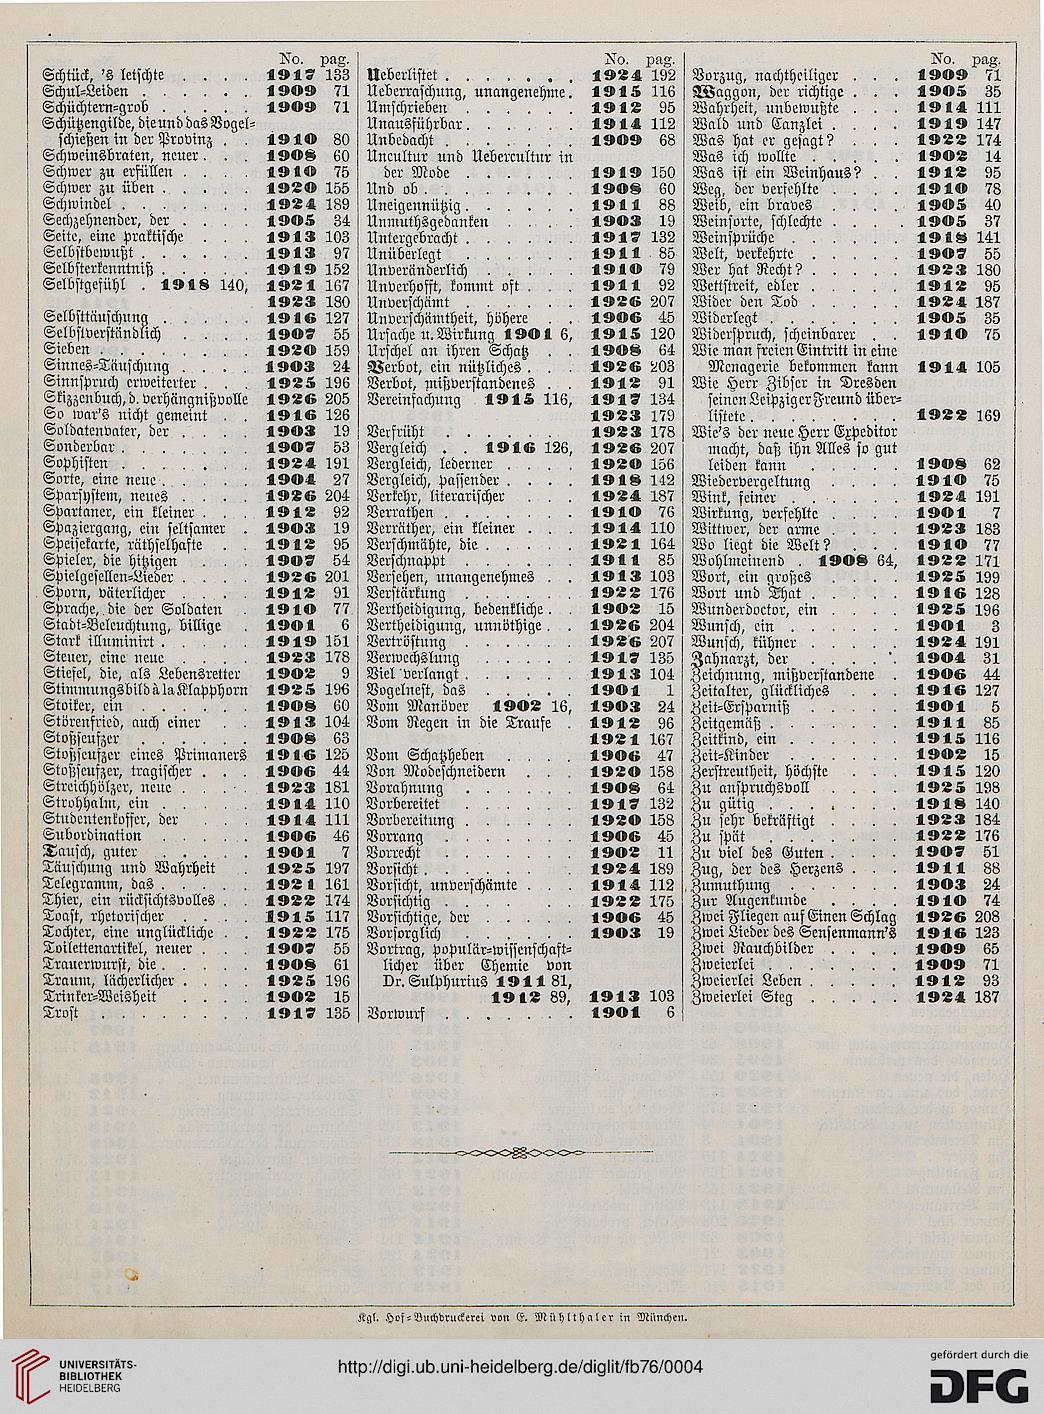 No. pag.
Schtück, 's letschte . . . . 1917 133
Schul-Leiden . . . . . . 1909 71
Schüchtern-grob . . . . . 1909 71
Schützengilde, die und das Vogel-
schießen in der Provinz . . 1910 80
Schweinsbraten, neuer . . . 1908 60
Schwer zu erfüllen . . . . 1910 75
Schwer zu üben . . . . . 1920 155
Schwindel . . . . . . 1924 189
Sechzehnender, der . . . . 1905 34
Seite, eine praktische . . . 1913 103
Selbstbewußt . . . . . . 1913 97
Selbsterkenntniß . . . . . 1919 152
Selbstgefühl . 1918 140, 1921 167
1923 180
Selbsttäuschung . . . . . 1916 127
Selbstverständlich . . . . 1907 55
Sieben . . . . . . . . 1920 159
Sinnes-Täuschung . . . . 1903 24
Sinnspruch erweiterter . . . 1925 196
Skizzenbuch, d. verhängnißvolle 1926 205
So war's nicht gemeint . . 1916 126
Soldatenvater, der . . . . 1903 19
Sonderbar . . . . . . . 1907 53
Sophisten . . . . . . . 1924 191
Sorte, eine neue . . . . . 1904 27
Sparsystem, neues . . . . 1926 204
Spartaner, ein kleiner . . . 1912 92
Spaziergang, ein seltsamer . 1903 19
Speisekarte, räthselhafte . . 1912 95
Spieler, die hitzigen . . . 1907 54
Spielgesellen-Lieder . . . . 1926 201
Sporn, väterlicher . . . . 1912 91
Sprache, die der Soldaten . 1910 77
Stadt-Beleuchtung, billige . 1901 6
Stark illuminirt . . . . . 1919 151
Steuer, eine neue . . . . 1923 178
Stiefel, die, als Lebensretter 1902 9
Stimmungsbild à la Klapphorn 1925 196
Stoiker, ein . . . . . . 1908 60
Störenfried, auch einer . . 1913 104
Stoßseufzer . . . . . . 1908 63
Stoßseufzer eines Primaners 1916 125
Stoßseufzer, tragischer . . . 1906 44
Streichhölzer, neue . . . . 1923 181
Strohhalm, ein . . . . . 1914 110
Studentenkoffer, der . . . 1914 111
Subordination . . . . . 1906 46
Tausch, guter . . . . . 1901 7
Täuschung und Wahrheit . . 1925 197
Telegramm, das . . . . . 1921 161
Thier, ein rücksichtsvolles . . 1922 174
Toast, rhetorischer . . . . 1915 117
Tochter, eine unglückliche . 1922 175
Toilettenartikel, neuer . . . 1907 55
Trauerwurst, die . . . . . 1908 61
Traum, lächerlicher . . . . 1925 196
Trinker-Weisheit . . . . 1902 15
Trost . . . . . . . . 1917 135
No. pag.
Ueberlistet . . . . . . . 1924 192
Ueberraschung, unangenehme . 1915 116
Umschrieben . . . . . . 1912 95
Unausführbar . . . . . . 1914 112
Unbedacht . . . . . . . 1909 68
Uncultur und Uebercultur in
der Mode . . . . . . 1919 150
Und ob . . . . . . . . 1908 60
Uneigennützig . . . . . . 1911 88
Unmuthsgedanken . . . . 1903 19
Untergebracht . . . . . . 1917 132
Unüberlegt . . . . . . 1911 85
Unveränderlich . . . . . 1910 79
Unverhofft, kommt oft . . . 1911 92
Unverschämt . . . . . . 1926 207
Unverschämtheit, höhere . . 1906 45
Ursache u. Wirkung 1901 6, 1915 120
Urschel an ihren Schatz . . 1908 64
Verbot, ein nützliches . . . 1926 203
Verbot, mißverstandenes . . 1912 91
Vereinfachung 1915 116, 1917 134
1923 179
Verfrüht . . . . . . . 1923 178
Vergleich . . 1916 126, 1926 207
Vergleich, lederner . . . . 1920 156
Vergleich, passender . . . . 1918 142
Verkehr, literarischer . . . 1924 187
Verrathen . . . . . . . 1910 76
Verräther, ein kleiner . . . 1914 110
Verschmähte, die . . . . . 1921 164
Verschnappt . . . . . . 1911 85
Versehen, unangenehmes . . 1913 103
Verstärkung . . . . . . 1922 176
Vertheidigung, bedenkliche . . 1902 15
Vertheidigung, unnöthige . . 1926 204
Vertröstung . . . . . . 1926 207
Verwechslung . . . . . 1917 135
Viel verlangt . . . . . . 1913 104
Vogelnest, das . . . . . 1901 1
Vom Manöver 1902 16, 1903 24
Vom Regen in die Traufe 1912 96
1921 167
Vom Schatzheben . . . . 1906 47
Von Modeschneidern . . . 1920 158
Vorahnung . . . . . . 1908 64
Vorbereitet . . . . . . 1917 132
Vorbereitung . . . . . . 1920 158
Vorrang . . . . . . . 1906 45
Vorrecht . . . . . . . 1902 11
Vorsicht . . . . . . . . 1924 189
Vorsicht, unverschämte . . . 1914 112
Vorsichtig . . . . . . . 1922 175
Vorsichtige, der . . . . . 1906 45
Vorsorglich . . . . . . 1903 19
Vortrag, populär-wissenschaft-
licher über Chemie von
Dr. Sulphurius 1911 81,
1912 89, 1913 103
Vorwurf . . . . . . . 1901 6
No. pag.
Vorzug, nachtheiliger . . . 1909 71
Waggon, der richtige . . . 1905 35
Wahrheit, unbewußte . . . 1914 111
Wald und Canzlei . . . . 1919 147
Was hat er gesagt? . . . 1922 174
Was ich wollte . . . . . 1902 14
Was ist ein Weinhaus? . . 1912 95
Weg, der verfehlte . . . . 1910 78
Weib, ein braves . . . . 1905 40
Weinsorte, schlechte . . . . 1905 37
Weinsprüche . . . . . . 1918 141
Welt, verkehrte . . . . . 1907 55
Wer hat Recht? . . . . . 1923 180
Wettstreit, edler . . . . . 1912 95
Wider den Tod . . . . . 1924 187
Widerlegt . . . . . . . 1905 35
Widerspruch, scheinbarer . . 1910 75
Wie man freien Eintritt in eine
Menagerie bekommen kann 1914 105
Wie Herr Zibser in Dresden
seinen Leipziger Freund über-
listete . . . . . . . 1922 169
Wie's der neue Herr Expeditor
macht, daß ihn Alles so gut
leiden kann . . . . . 1908 62
Wiedervergeltung . . . . 1910 75
Wink, feiner . . . . . . 1924 191
Wirkung, verfehlte . . . . 1901 7
Wittwer, der arme . . . . 1923 183
Wo liegt die Welt? . . . 1910 77
Wohlmeinend . 1908 64, 1922 171
Wort, ein großes . . . . 1925 199
Wort und That . . . . . 1916 128
Wunderdoctor, ein . . . . 1925 196
Wunsch, ein . . . . . . 1901 3
Wunsch, kühner . . . . . 1924 191
Zahnarzt, der . . . . . 1904 31
Zeichnung, mißverstandene . 1906 44
Zeitalter, glückliches . . . 1916 127
Zeit-Ersparniß . . . . . 1901 5
Zeitgemäß . . . . . . . 1911 85
Zeitkind, ein . . . . . . 1915 116
Zeit-Kinder . . . . . . 1902 15
Zerstreutheit, höchste . . . 1915 120
Zu anspruchsvoll . . . . 1925 198
Zu gütig . . . . . . . 1918 140
Zu sehr bekräftigt . . . . 1923 184
Zu spät . . . . . . . 1922 176
Zu viel des Guten . . . . 1907 51
Zug, der des Herzens . . . 1911 88
Zumuthung . . . . . . 1903 24
Zur Augenkunde . . . . 1910 74
Zwei Fliegen auf Einen Schlag 1926 208
Zwei Lieder des Sensenmann's 1916 123
Zwei Rauchbilder . . . . 1909 65
Zweierlei . . . . . . . 1909 71
Zweierlei Leben . . . . . 1912 93
Zweierlei Steg . . . . . 1924 187
Kgl. Hof-Buchdruckerei von E. Mühlthaler in München.
UNIVERSITÄTS-
BIBLIOTHEK
HEIDELBERG
http://digi.ub.uni-heidelberg.de/diglit/fb76/0004
gefördert durch die
DFG